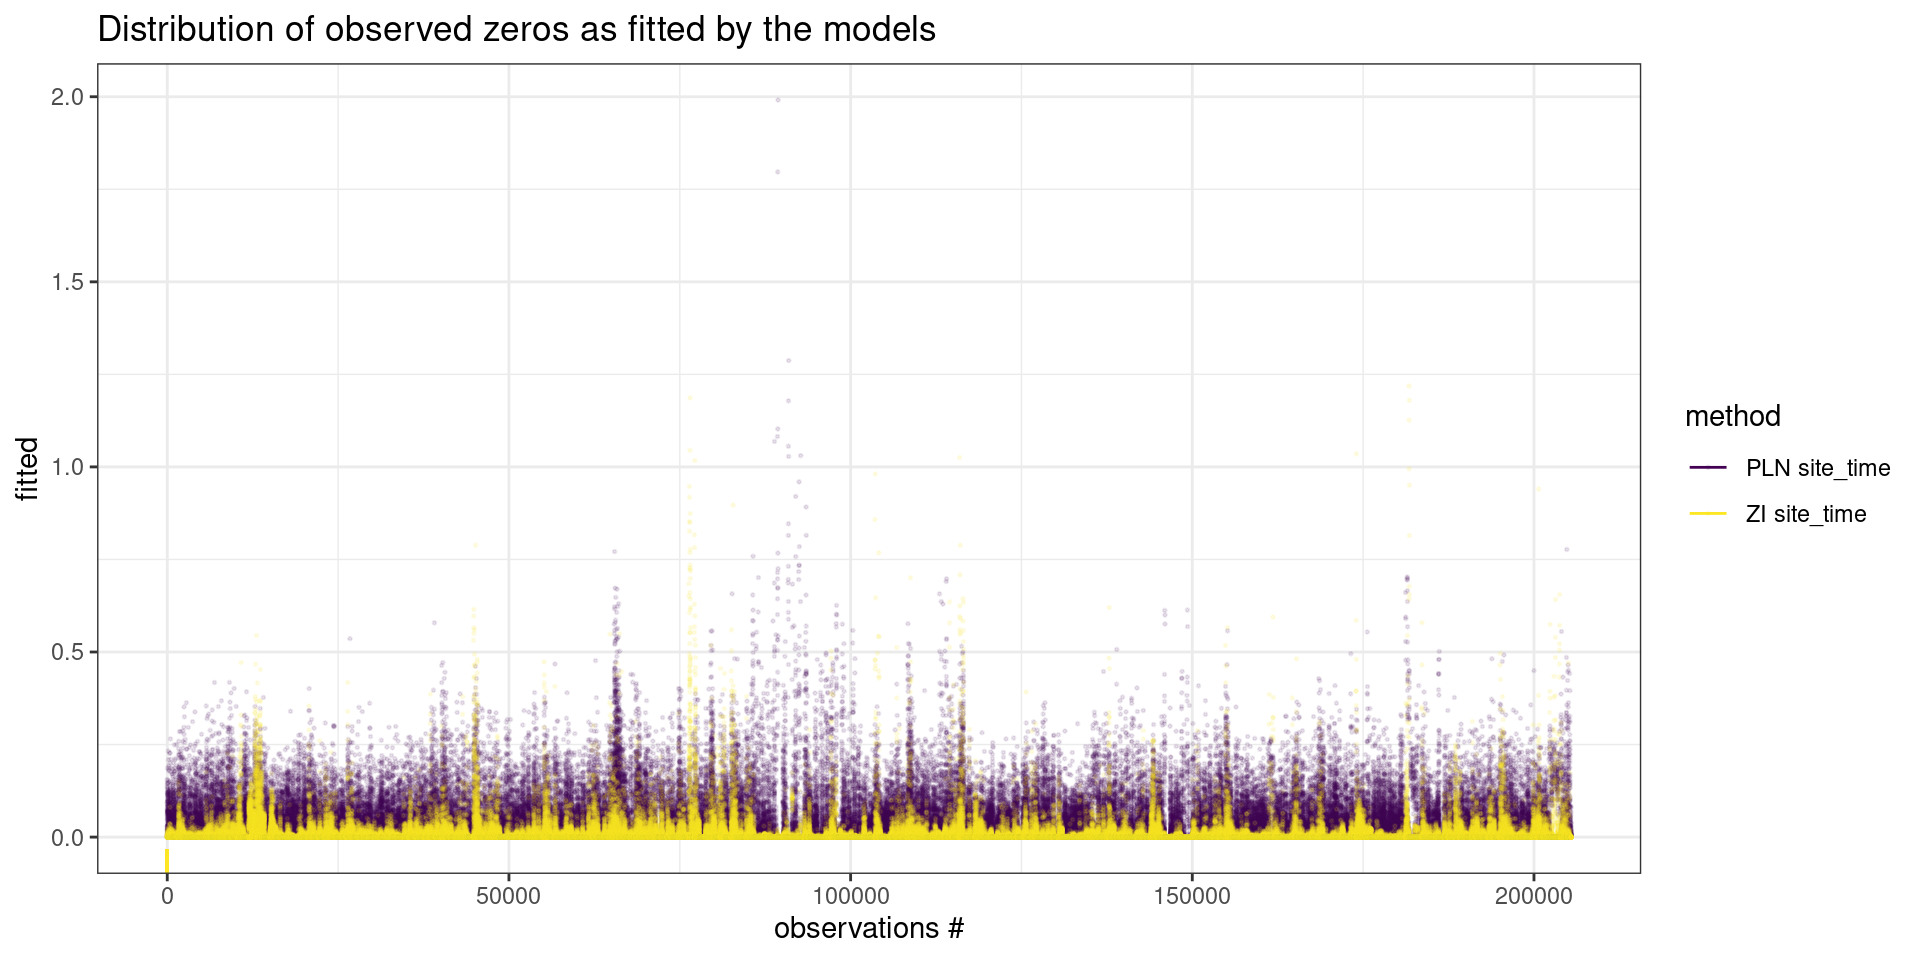 Distribution of observed zeros as fitted by the models
2.0
1.5
1.0
0.5
0.0
fitted
0
50000
100000
150000
200000
observations #
method
PLN site_time
ZI site_time